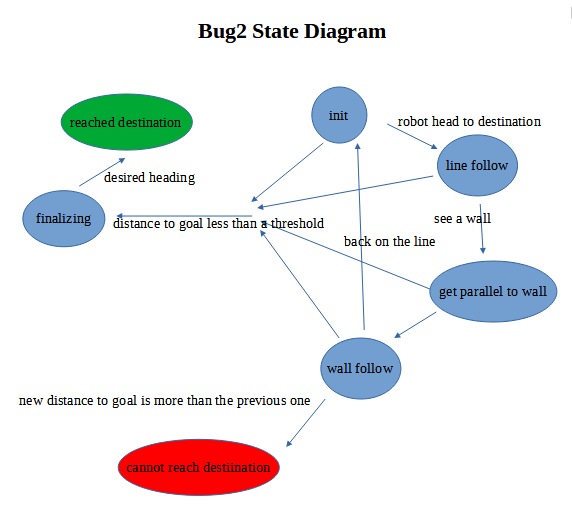 Bug2 State Diagram
reached destination
init
robot head to destination
line follow
desired heading
finalizing
distance to goal less than a threshold
see a wall
back on the line
get parallel to wall
wall follow
new distance to goal is more than the previous one
cannot reach destiination